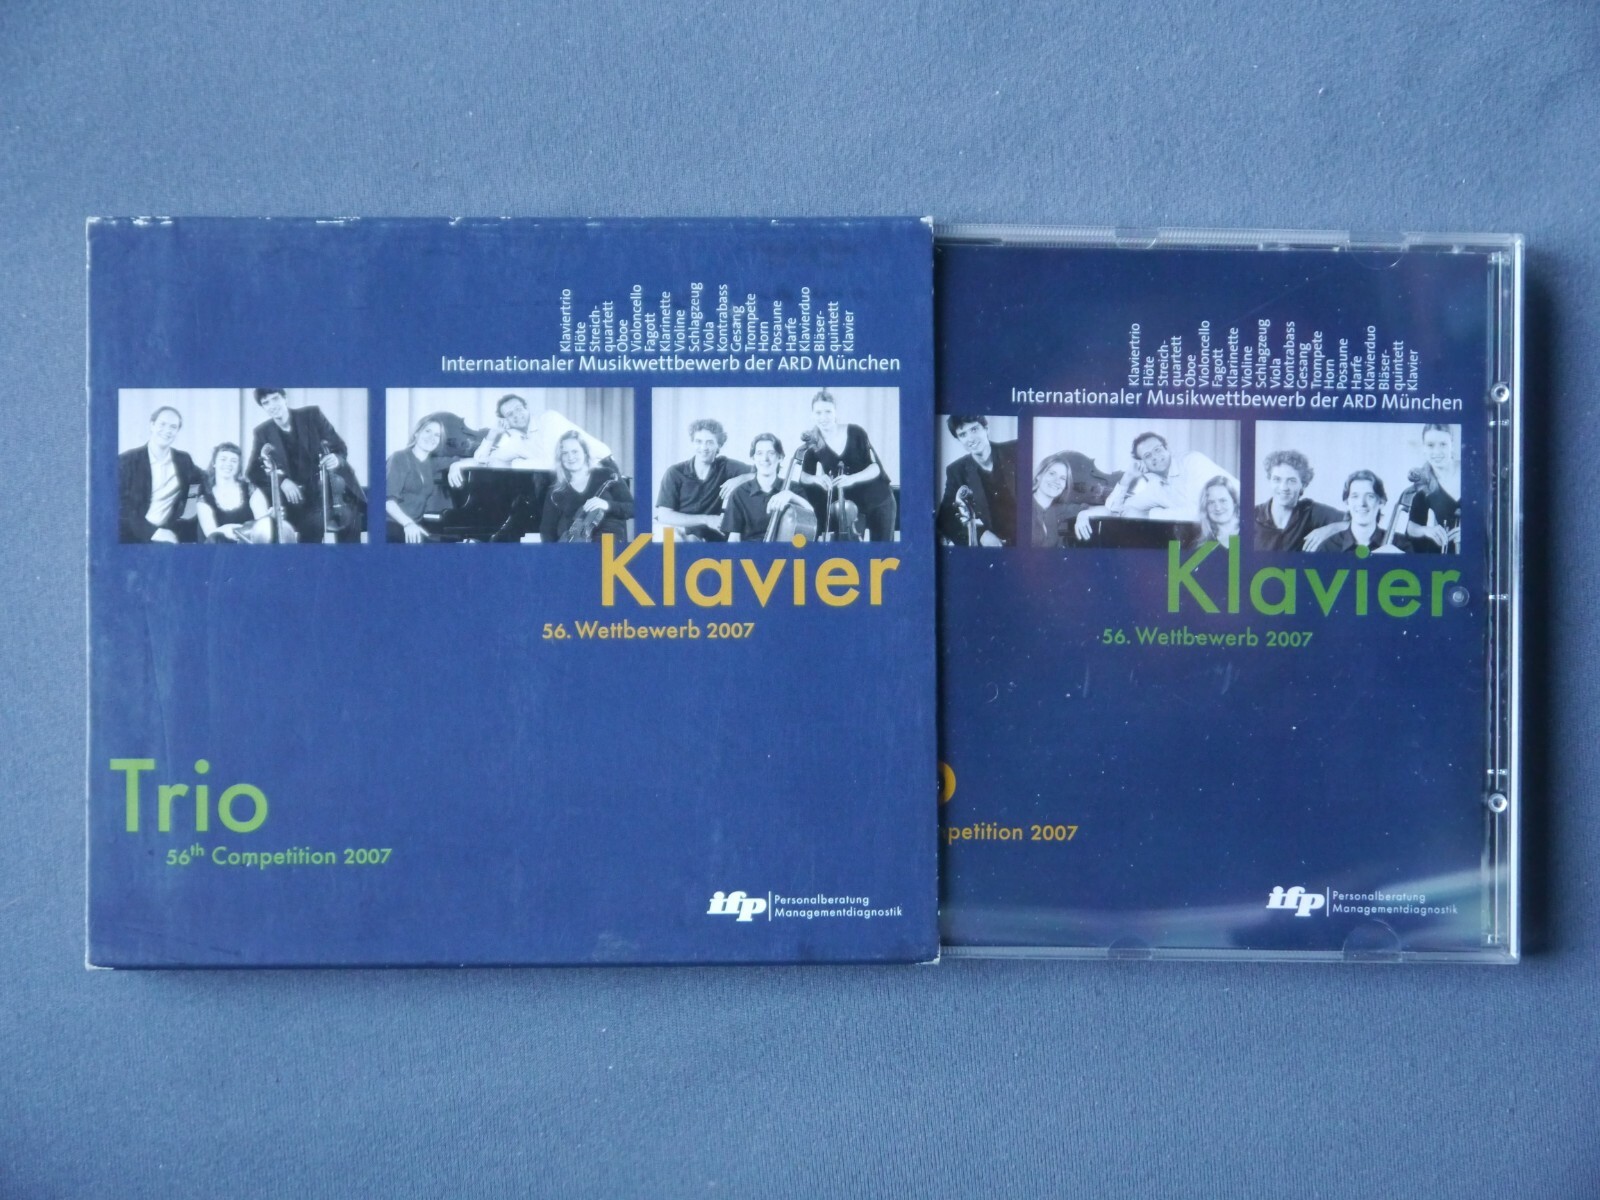 Klaviertrio
Flöte
Streich-
quartett
Oboe
Violoncello
Fagott
Klarinette
Violine
Schlagzeug
Viola
Kontrabass
Gesang
Trompete
Horn
Posaune
Harfe
Klavierduo
Bläser-
quintett
Klavier
Internationaler Musikwettbewerb der ARD München
Klavier
56. Wettbewerb 2007
Trio
56th Competition 2007
ifp
Personalberatung
Managementdiagnostik
Klaviertrio
Flöte
Streich-
quartett
Oboe
Violoncello
Fagott
Klarinette
Violine
Schlagzeug
Viola
Kontrabass
Gesang
Trompete
Horn
Posaune
Harfe
Klavierduo
Bläser-
quintett
Klavier
Internationaler Musikwettbewerb der ARD München
Klavier
56. Wettbewerb 2007
o
petition 2007
ifp
Personalberatung
Managementdiagnostik